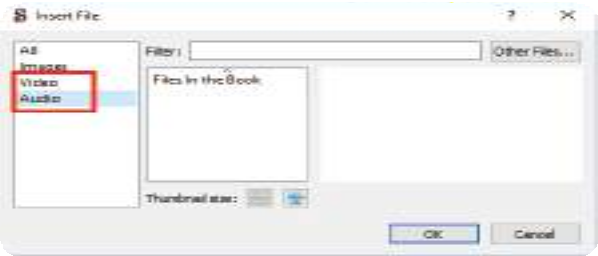 S Insert File ? ×
All
Images
Video
Audio
Filter:
Other Files...
Files In the Book
Thumbnail size:
OK
Cancel